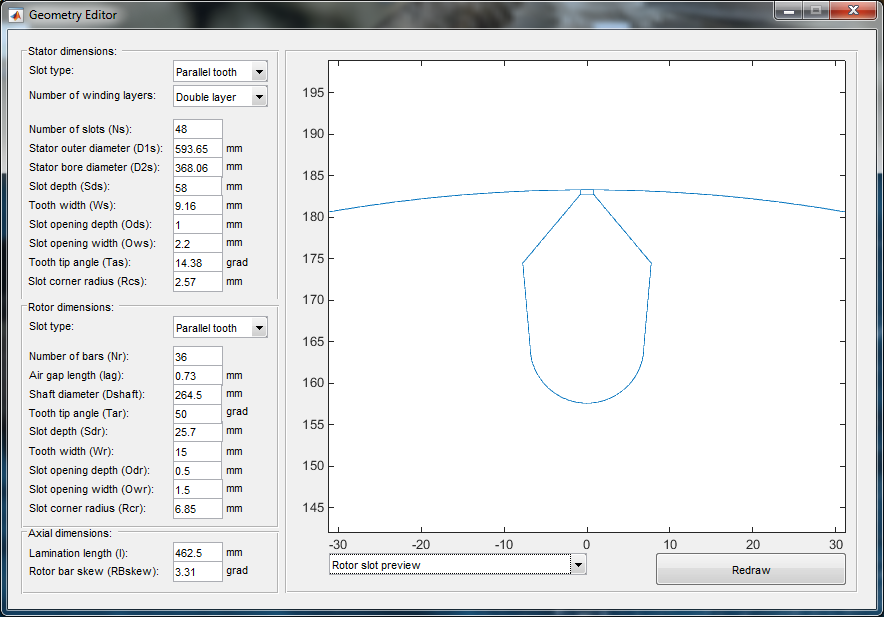 Geometry Editor
Stator dimensions:
Slot type: Parallel tooth
Number of winding layers: Double layer
Number of slots (Ns): 48
Stator outer diameter (D1s): 593.65 mm
Stator bore diameter (D2s): 368.06 mm
Slot depth (Sds): 58 mm
Tooth width (Ws): 9.16 mm
Slot opening depth (Ods): 1 mm
Slot opening width (Ows): 2.2 mm
Tooth tip angle (Tas): 14.38 grad
Slot corner radius (Rcs): 2.57 mm
Rotor dimensions:
Slot type: Parallel tooth
Number of bars (Nr): 36
Air gap length (lag): 0.73 mm
Shaft diameter (Dshaft): 264.5 mm
Tooth tip angle (Tar): 50 grad
Slot depth (Sdr): 25.7 mm
Tooth width (Wr): 15 mm
Slot opening depth (Odr): 0.5 mm
Slot opening width (Owr): 1.5 mm
Slot corner radius (Rcr): 6.85 mm
Axial dimensions:
Lamination length (l): 462.5 mm
Rotor bar skew (RBskew): 3.31 grad
195
190
185
180
175
170
165
160
155
150
145
-30 -20 -10 0 10 20 30
Rotor slot preview
Redraw